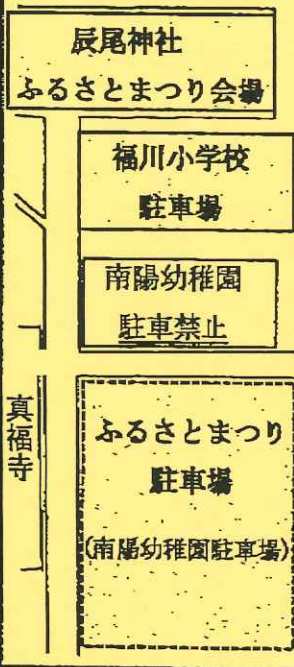 辰尾神社
ふるさとまつり会場
福川小学校
駐車場
南陽幼稚園
駐車禁止
真福寺
ふるさとまつり
駐車場
(南陽幼稚園駐車場)